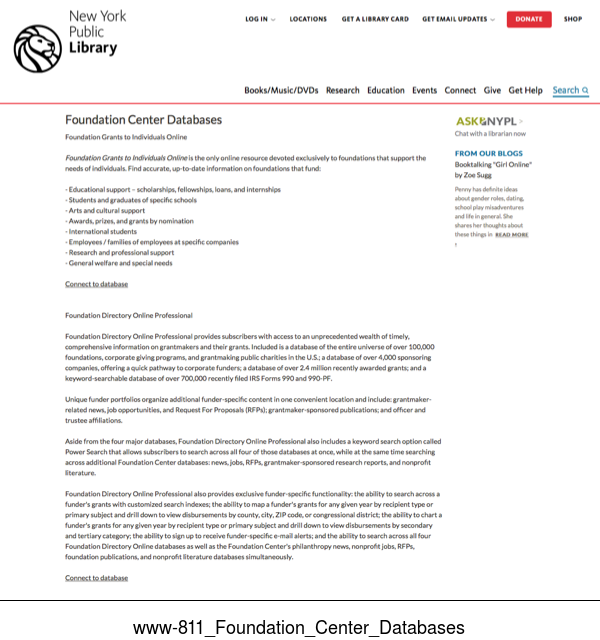 New York
Public
Library
LOG IN
LOCATIONS
GET A LIBRARY CARD
GET EMAIL UPDATES
DONATE
SHOP
Books/Music/DVDs Research Education Events Connect Give Get Help Search
Foundation Center Databases
Foundation Grants to Individuals Online
Foundation Grants to Individuals Online is the only online resource devoted exclusively to foundations that support the
needs of individuals. Find accurate, up-to-date information on foundations that fund:
- Educational support – scholarships, fellowships, loans, and internships
- Students and graduates of specific schools
- Arts and cultural support
- Awards, prizes, and grants by nomination
- International students
- Employees / families of employees at specific companies
- Research and professional support
- General welfare and special needs
Connect to database
Foundation Directory Online Professional
Foundation Directory Online Professional provides subscribers with access to an unprecedented wealth of timely,
comprehensive information on grantmakers and their grants. Included is a database of the entire universe of over 100,000
foundations, corporate giving programs, and grantmaking public charities in the U.S.; a database of over 4,000 sponsoring
companies, offering a quick pathway to corporate funders; a database of over 2.4 million recently awarded grants; and a
keyword-searchable database of over 700,000 recently filed IRS Forms 990 and 990-PF.
Unique funder portfolios organize additional funder-specific content in one convenient location and include: grantmaker-
related news, job opportunities, and Request For Proposals (RFPs); grantmaker-sponsored publications; and officer and
trustee affiliations.
Aside from the four major databases, Foundation Directory Online Professional also includes a keyword search option called
Power Search that allows subscribers to search across all four of those databases at once, while at the same time searching
across additional Foundation Center databases: news, jobs, RFPs, grantmaker-sponsored research reports, and nonprofit
literature.
Foundation Directory Online Professional also provides exclusive funder-specific functionality: the ability to search across a
funder's grants with customized search indexes; the ability to map a funder's grants for any given year by recipient type or
primary subject and drill down to view disbursements by county, city, ZIP code, or congressional district; the ability to chart a
funder's grants for any given year by recipient type or primary subject and drill down to view disbursements by secondary
and tertiary category; the ability to sign up to receive funder-specific e-mail alerts; and the ability to search across all four
Foundation Directory Online databases as well as the Foundation Center's philanthropy news, nonprofit jobs, RFPs,
foundation publications, and nonprofit literature databases simultaneously.
Connect to database
ASK NYPL >
Chat with a librarian now
FROM OUR BLOGS
Booktalking "Girl Online"
by Zoe Sugg
Penny has definite ideas
about gender roles, dating,
school play misadventures
and life in general. She
shares her thoughts about
these things in READ MORE
www-811_Foundation_Center_Databases